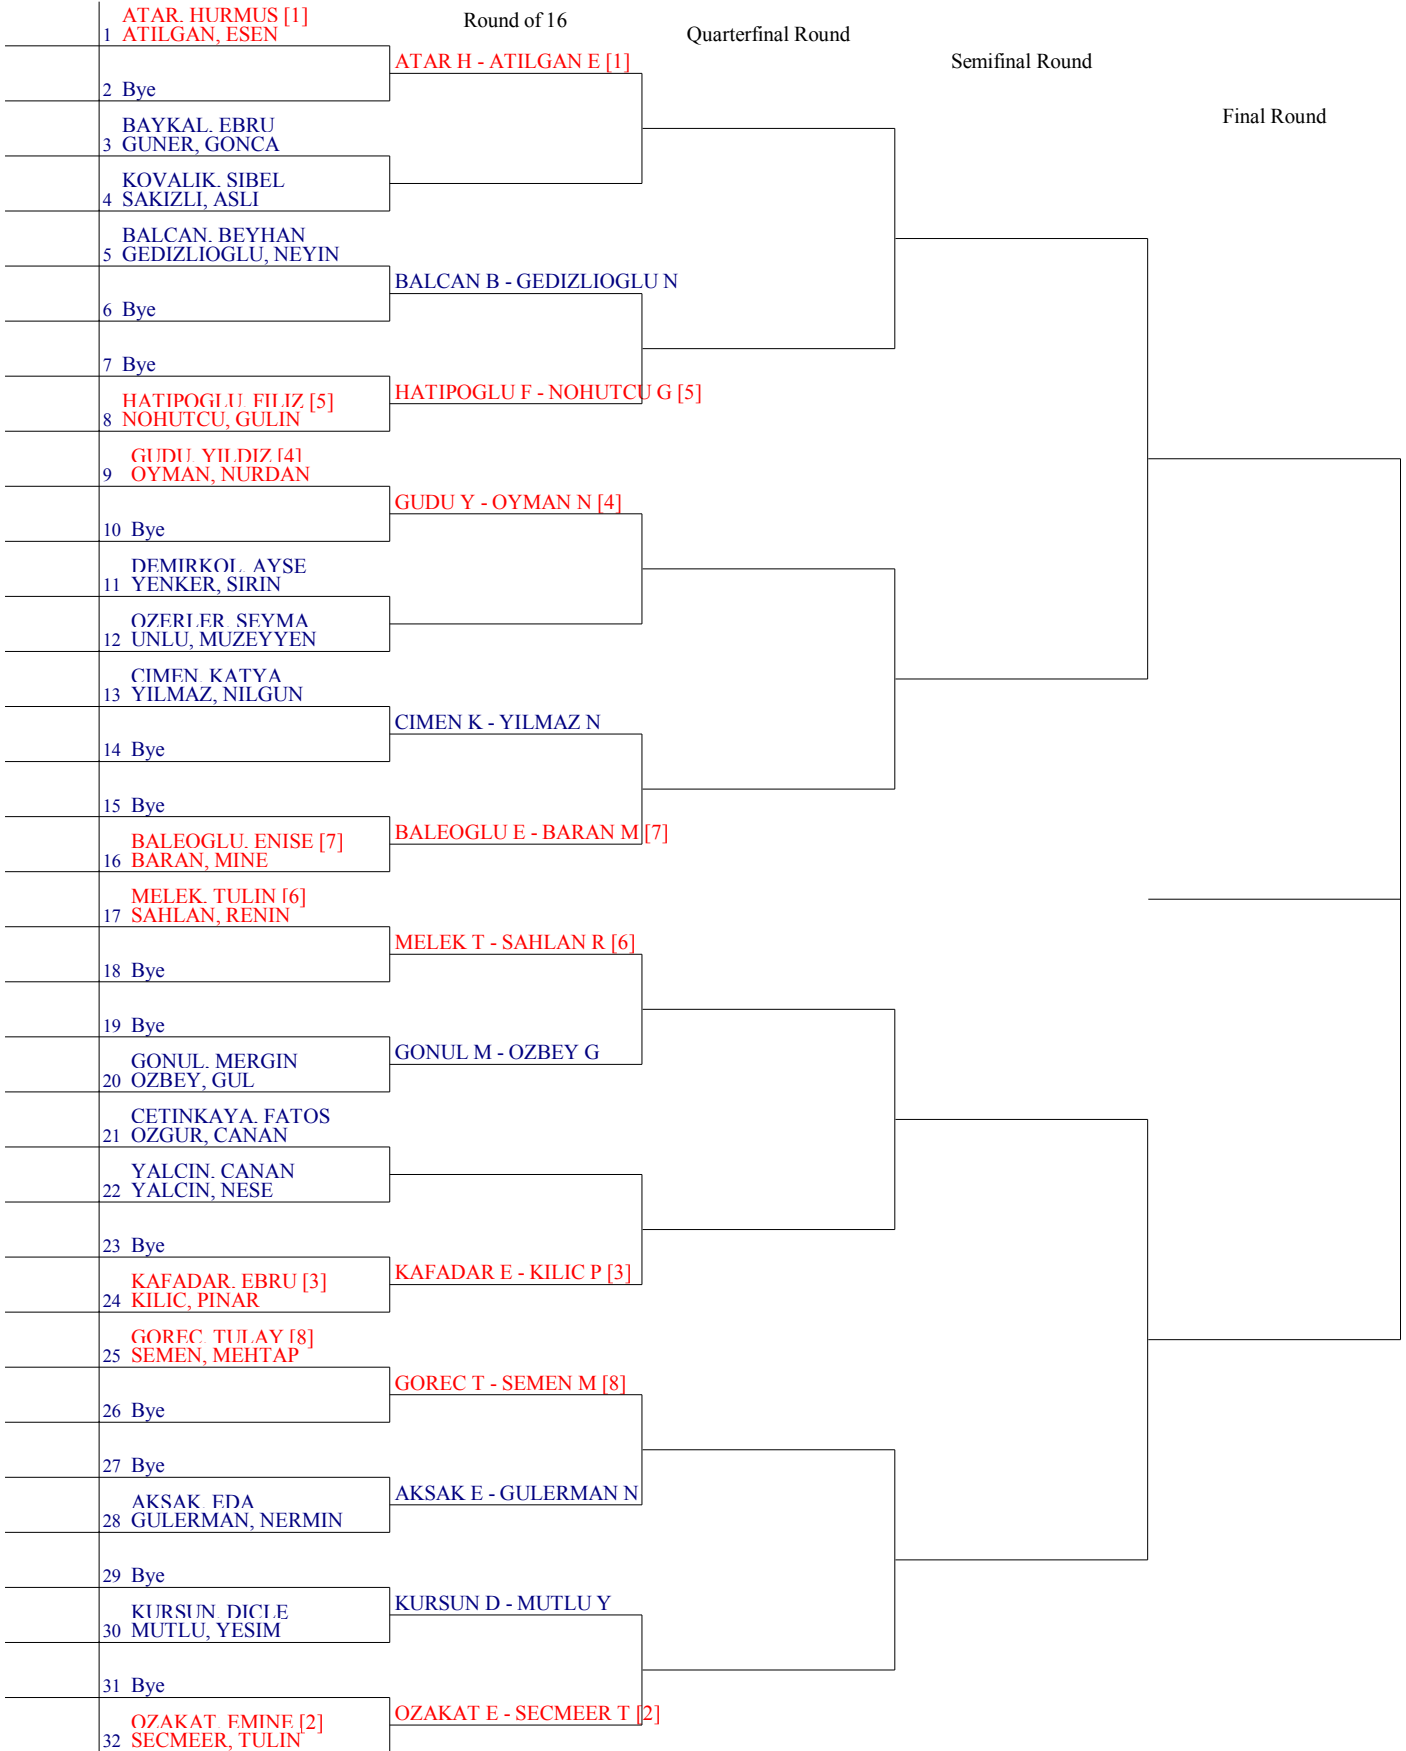 ATAR, HURMUS [1]
1 ATILGAN, ESEN
Round of 16
Quarterfinal Round
Semifinal Round
Final Round
ATAR H - ATILGAN E [1]
2 Bye
BAYKAL, EBRU
3 GUNER, GONCA
KOVALIK, SIBEL
4 SAKIZLI, ASLI
BALCAN, BEYHAN
5 GEDIZLIOGLU, NEYIN
BALCAN B - GEDIZLIOGLU N
6 Bye
7 Bye
HATIPOGLU F - NOHUTCU G [5]
HATIPOGLU, FILIZ [5]
8 NOHUTCU, GULIN
GUDU, YILDIZ [4]
9 OYMAN, NURDAN
GUDU Y - OYMAN N [4]
10 Bye
DEMIRKOL, AYSE
11 YENKER, SIRIN
OZERLER, SEYMA
12 UNLU, MUZEYYEN
CIMEN, KATYA
13 YILMAZ, NILGUN
CIMEN K - YILMAZ N
14 Bye
15 Bye
BALEOGLU E - BARAN M [7]
BALEOGLU, ENISE [7]
16 BARAN, MINE
MELEK, TULIN [6]
17 SAHLAN, RENIN
MELEK T - SAHLAN R [6]
18 Bye
19 Bye
GONUL M - OZBEY G
GONUL, MERGIN
20 OZBEY, GUL
CETINKAYA, FATOS
21 OZGUR, CANAN
YALCIN, CANAN
22 YALCIN, NESE
23 Bye
KAFADAR E - KILIC P [3]
KAFADAR, EBRU [3]
24 KILIC, PINAR
GOREC, TULAY [8]
25 SEMEN, MEHTAP
GOREC T - SEMEN M [8]
26 Bye
27 Bye
AKSAK E - GULERMAN N
AKSAK, EDA
28 GULERMAN, NERMIN
29 Bye
KURSUN D - MUTLU Y
KURSUN, DICLE
30 MUTLU, YESIM
31 Bye
OZAKAT E - SECMEER T [2]
OZAKAT, EMINE [2]
32 SECMEER, TULIN